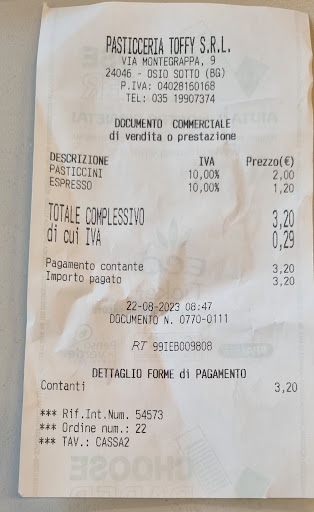 PASTICCERIA TOFFY S.R.L.
VIA MONTEGRAPPA, 9
24046 - OSIO SOTTO (BG)
P.IVA: 04028160168
TEL: 035 19907374
DOCUMENTO COMMERCIALE
di vendita o prestazione
DESCRIZIONE IVA Prezzo(€)
PASTICCINI 10,00% 2,00
ESPRESSO 10,00% 1,20
TOTALE COMPLESSIVO 3,20
di cui IVA 0,29
Pagamento contante 3,20
Importo pagato 3,20
22-08-2023 08:47
DOCUMENTO N. 0770-0111
RT 99IEB009808
DETTAGLIO FORME di PAGAMENTO
Contanti 3,20
*** Rif.Int.Num. 54573
*** Ordine num.: 22
*** TAV.: CASSA2